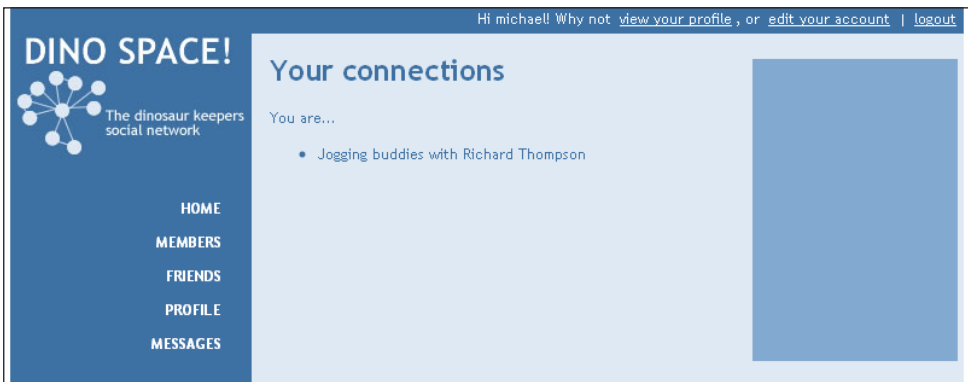 Hi michael! Why not view your profile , or edit your account | logout
DINO SPACE!
The dinosaur keepers
social network
Your connections
You are...
• Jogging buddies with Richard Thompson
HOME
MEMBERS
FRIENDS
PROFILE
MESSAGES